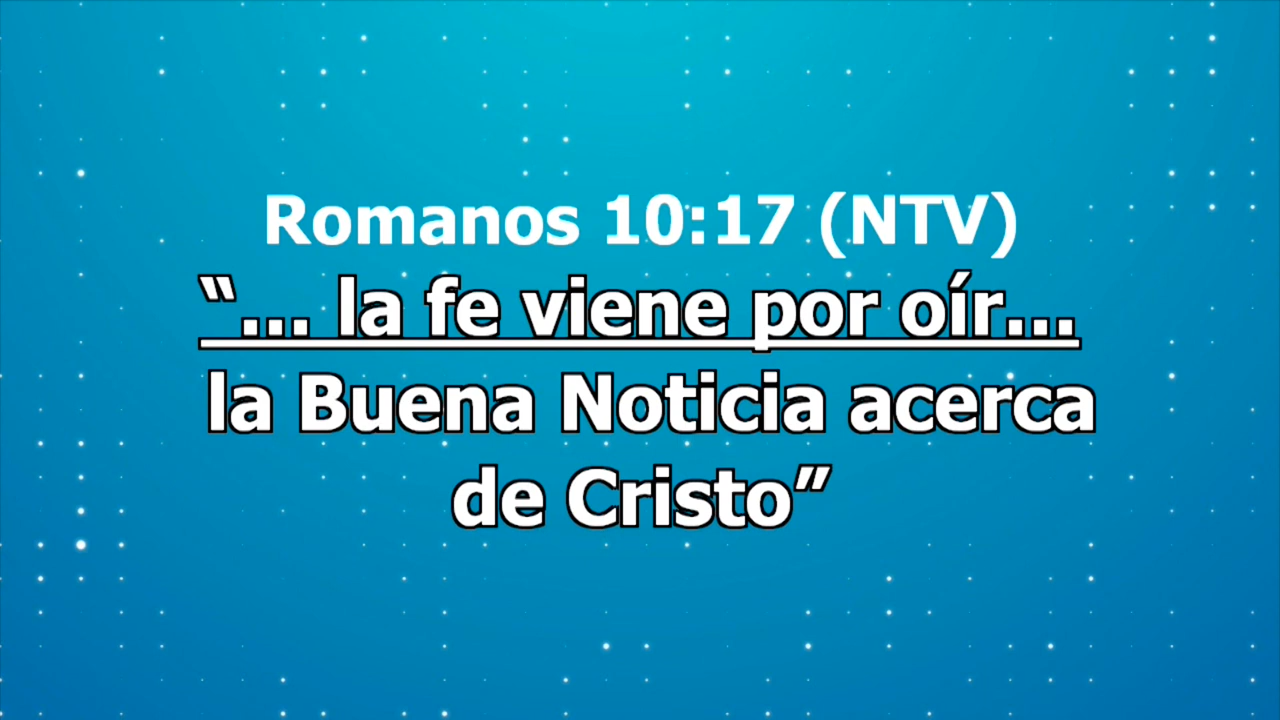 Romanos 10:17 (NTV)
“... la fe viene por oír...
la Buena Noticia acerca
de Cristo”